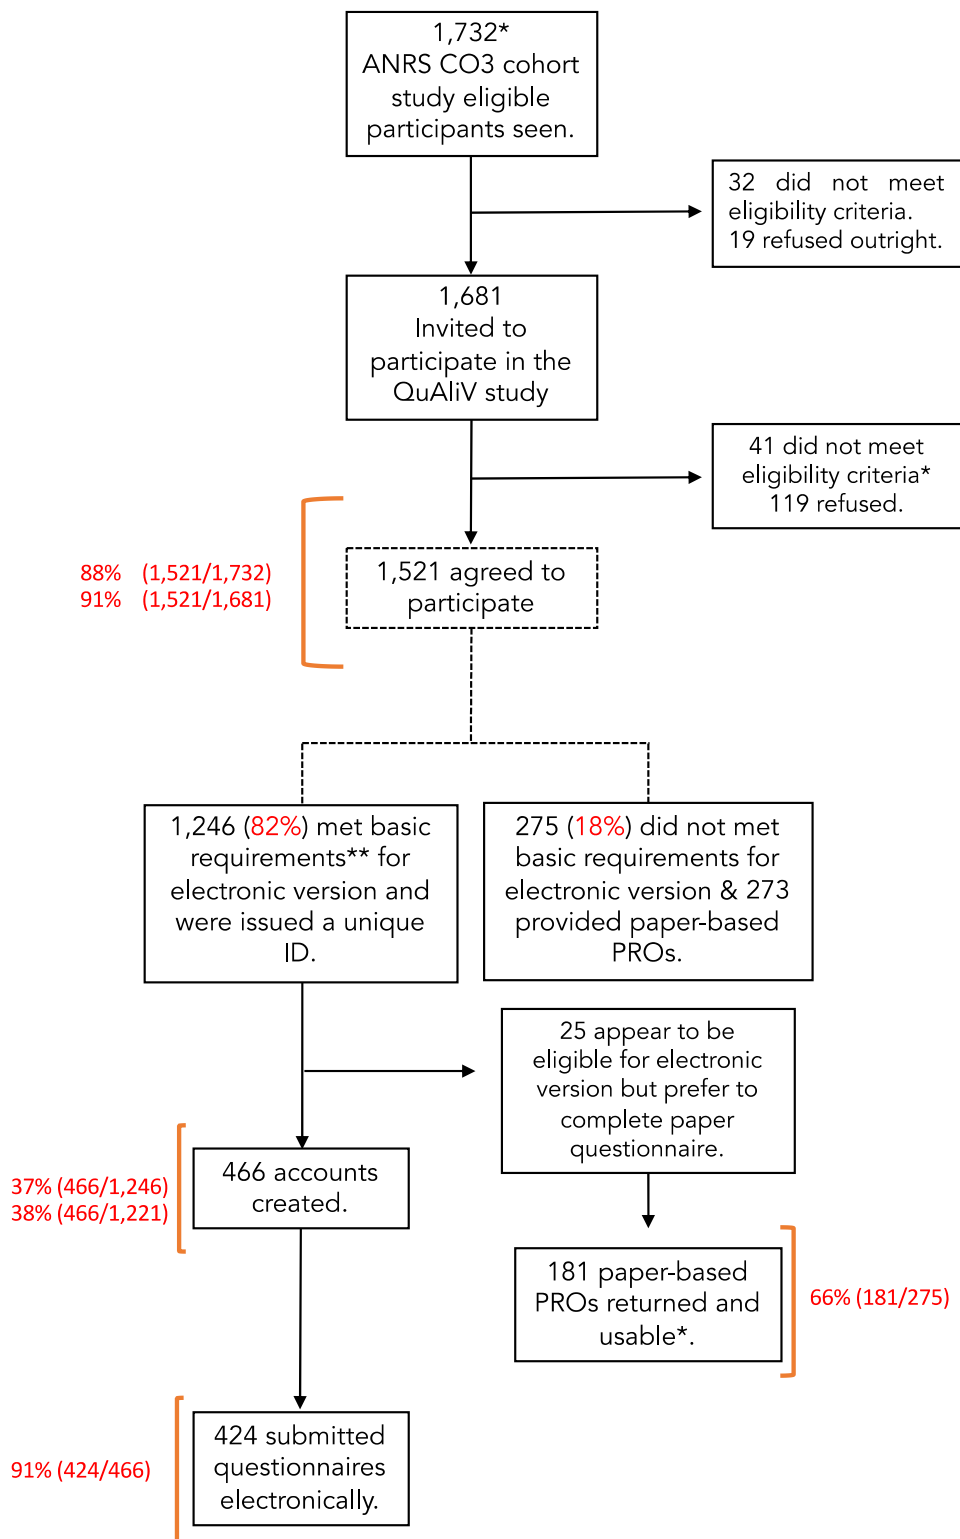 1,732*
ANRS CO3 cohort
study eligible
participants seen.
32 did not meet
eligibility criteria.
19 refused outright.
1,681
Invited to
participate in the
QuAliV study
41 did not meet
eligibility criteria*
119 refused.
88% (1,521/1,732)
91% (1,521/1,681)
1,521 agreed to
participate
1,246 (82%) met basic
requirements** for
electronic version and
were issued a unique
ID.
275 (18%) did not met
basic requirements for
electronic version & 273
provided paper-based
PROs.
25 appear to be
eligible for electronic
version but prefer to
complete paper
questionnaire.
37% (466/1,246)
38% (466/1,221)
466 accounts
created.
181 paper-based
PROs returned and
usable*.
66% (181/275)
91% (424/466)
424 submitted
questionnaires
electronically.